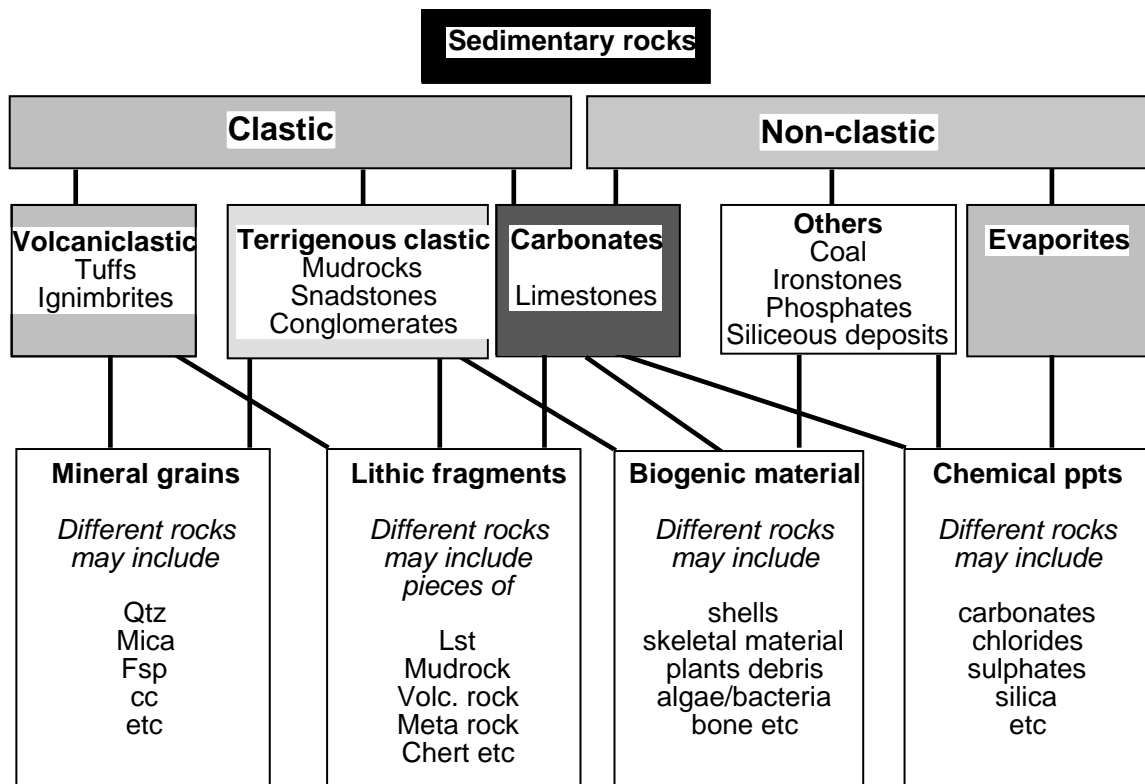 Sedimentary rocks
Clastic
Non-clastic
Volcaniclastic
Tuffs
Ignimbrites
Terrigenous clastic
Mudrocks
Snadstones
Conglomerates
Carbonates
Limestones
Others
Coal
Ironstones
Phosphates
Siliceous deposits
Evaporites
Mineral grains
Different rocks
may include
Qtz
Mica
Fsp
cc
etc
Lithic fragments
Different rocks
may include
pieces of
Lst
Mudrock
Volc. rock
Meta rock
Chert etc
Biogenic material
Different rocks
may include
shells
skeletal material
plants debris
algae/bacteria
bone etc
Chemical ppts
Different rocks
may include
carbonates
chlorides
sulphates
silica
etc